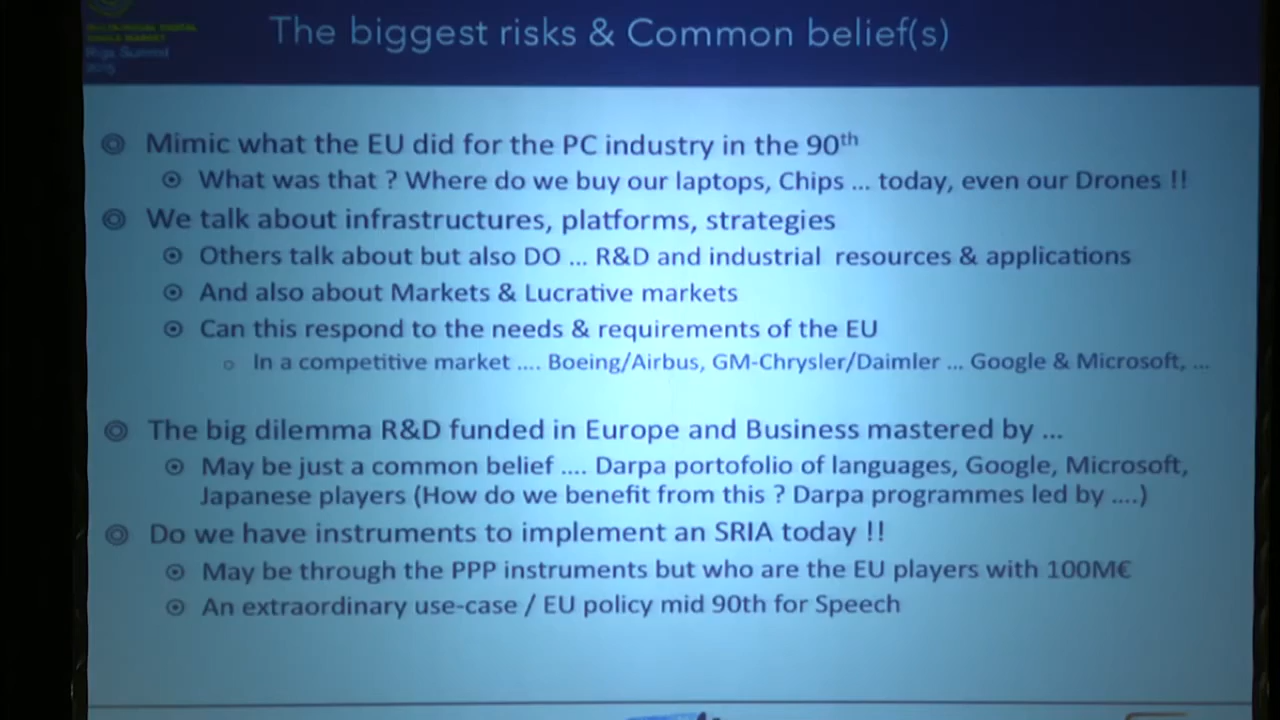 MULTILINGUAL DIGITAL
SINGLE MARKET
Riga Summit
2015
The biggest risks & Common belief(s)
Mimic what the EU did for the PC industry in the 90th
What was that ? Where do we buy our laptops, Chips ... today, even our Drones !!
We talk about infrastructures, platforms, strategies
Others talk about but also DO ... R&D and industrial resources & applications
And also about Markets & Lucrative markets
Can this respond to the needs & requirements of the EU
In a competitive market .... Boeing/Airbus, GM-Chrysler/Daimler ... Google & Microsoft, ...
The big dilemma R&D funded in Europe and Business mastered by ...
May be just a common belief .... Darpa portofolio of languages, Google, Microsoft,
Japanese players (How do we benefit from this ? Darpa programmes led by ....)
Do we have instruments to implement an SRIA today !!
May be through the PPP instruments but who are the EU players with 100M€
An extraordinary use-case / EU policy mid 90th for Speech